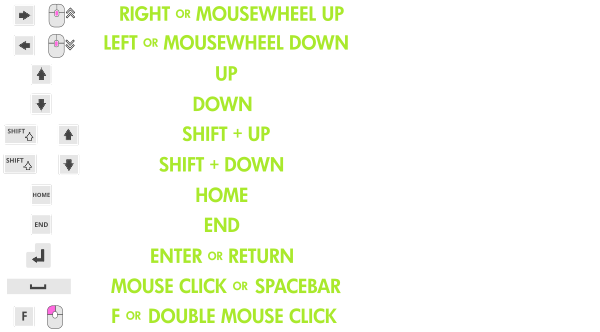 RIGHT OR MOUSEWHEEL UP
LEFT OR MOUSEWHEEL DOWN
UP
DOWN
SHIFT SHIFT + UP
SHIFT SHIFT + DOWN
HOME HOME
END END
ENTER OR RETURN
MOUSE CLICK OR SPACEBAR
F F OR DOUBLE MOUSE CLICK